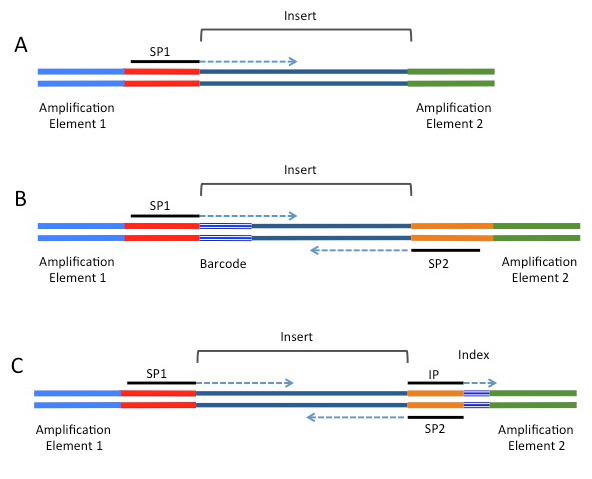 Insert
A
SP1
Amplification
Element 1
Amplification
Element 2
Insert
B
SP1
Amplification
Element 1
Barcode
SP2
Amplification
Element 2
Insert
Index
C
SP1
IP
Amplification
Element 1
SP2
Amplification
Element 2